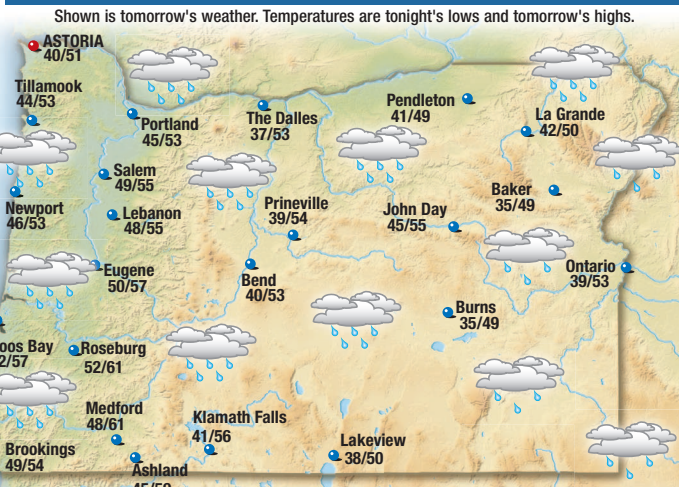 Shown is tomorrow's weather. Temperatures are tonight's lows and tomorrow's highs.
ASTORIA
40/51
Tillamook
44/53
Portland
45/53
The Dalles
37/53
Pendleton
41/49
La Grande
42/50
Salem
49/55
Newport
46/53
Lebanon
48/55
Prineville
39/54
John Day
45/55
Baker
35/49
Eugene
50/57
Bend
40/53
Ontario
39/53
Burns
35/49
oos Bay
2/57
Roseburg
52/61
Medford
48/61
Klamath Falls
41/56
Brookings
49/54
Ashland
Lakeview
38/50